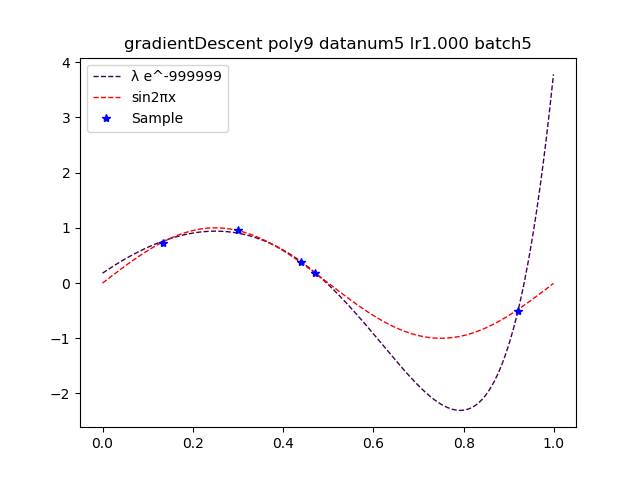 gradientDescent poly9 datanum5 lr1.000 batch5
λ e^-999999
sin2πx
Sample
4
3
2
1
0
−1
−2
0.0 0.2 0.4 0.6 0.8 1.0